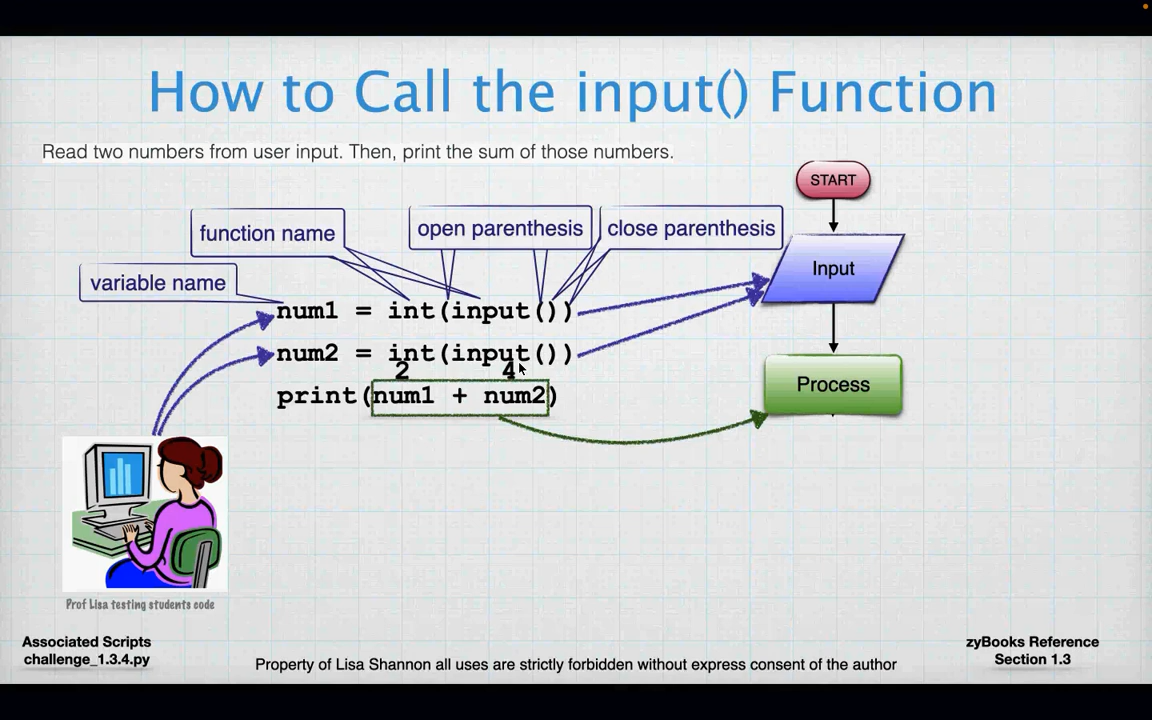 How to Call the input() Function
Read two numbers from user input. Then, print the sum of those numbers.
START
function name
open parenthesis
close parenthesis
variable name
Input
num1 = int(input())
num2 = int(input())
2 4
print(num1 + num2)
Process
Prof Lisa testing students code
Associated Scripts
challenge_1.3.4.py
Property of Lisa Shannon all uses are strictly forbidden without express consent of the author
zyBooks Reference
Section 1.3